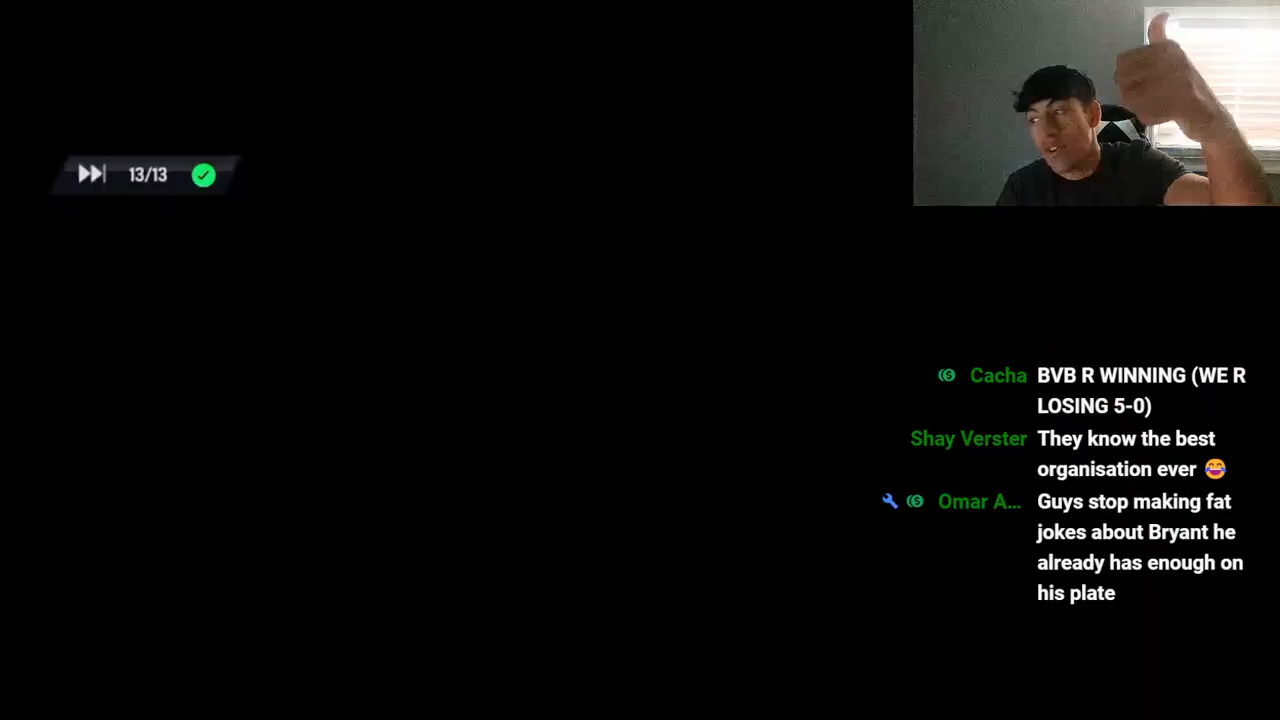 13/13
Cacha BVB R WINNING (WE R
LOSING 5-0)
Shay Verster They know the best
organisation ever 😂
Omar A... Guys stop making fat
jokes about Bryant he
already has enough on
his plate